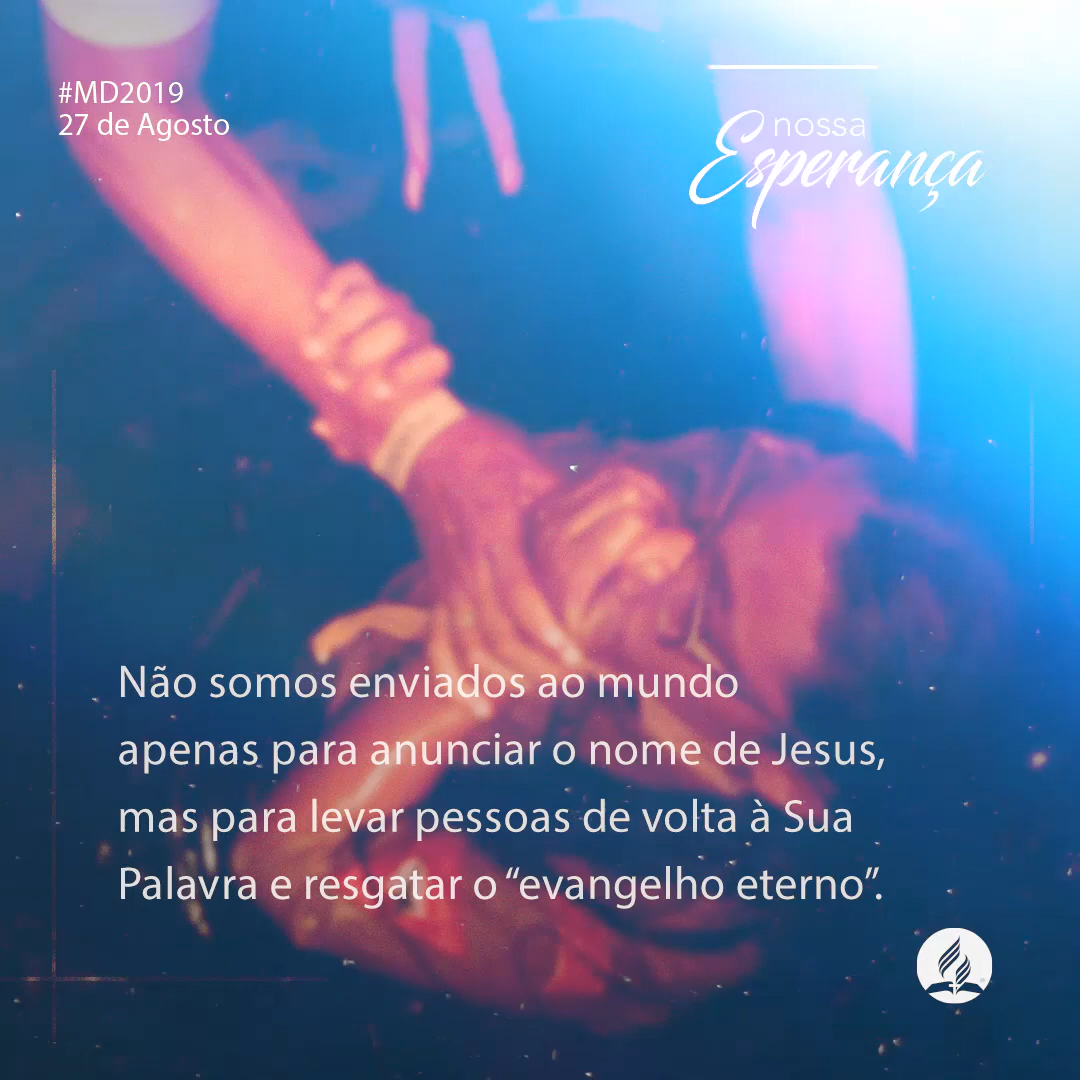 #MD2019
27 de Agosto
nossa
Esperança
Não somos enviados ao mundo
apenas para anunciar o nome de Jesus,
mas para levar pessoas de volta à Sua
Palavra e resgatar o “evangelho eterno”.